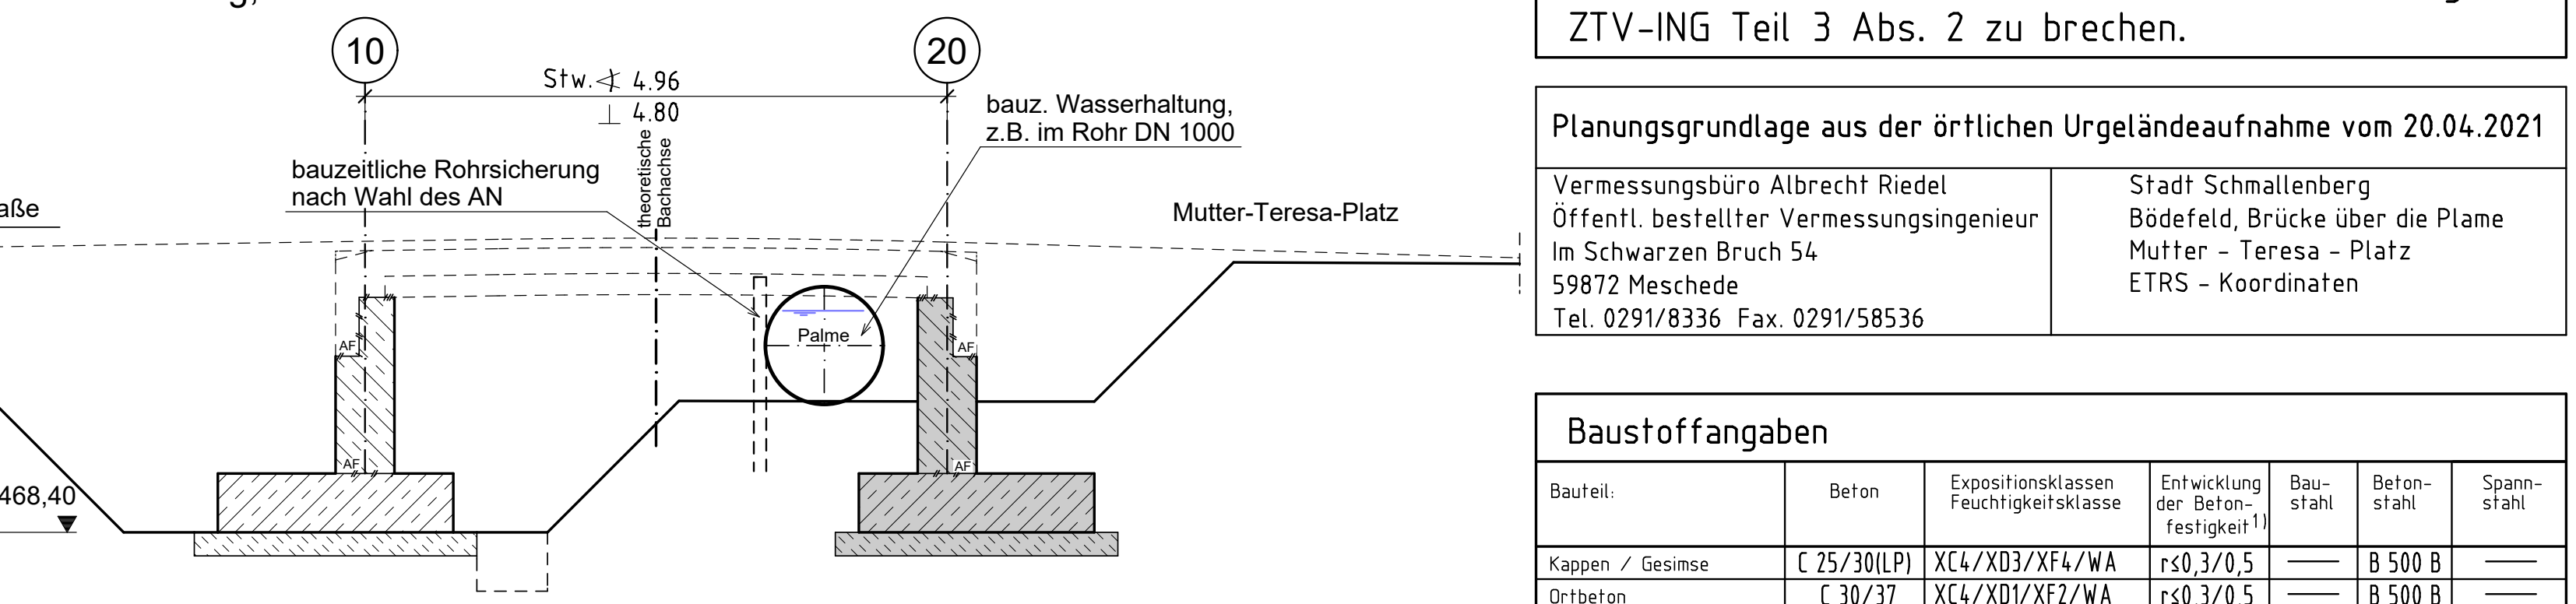 10
20
Stw. ∢ 4.96
⊥ 4.80
theoretische
Bachachse
bauz. Wasserhaltung,
z.B. im Rohr DN 1000
bauzeitliche Rohrsicherung
nach Wahl des AN
aße
Mutter-Teresa-Platz
Palme
AF
AF
AF
AF
468,40
ZTV-ING Teil 3 Abs. 2 zu brechen.
Planungsgrundlage aus der örtlichen Urgeländeaufnahme vom 20.04.2021
Vermessungsbüro Albrecht Riedel
Öffentl. bestellter Vermessungsingenieur
Im Schwarzen Bruch 54
59872 Meschede
Tel. 0291/8336 Fax. 0291/58536
Stadt Schmallenberg
Bödefeld, Brücke über die Plame
Mutter - Teresa - Platz
ETRS - Koordinaten
Baustoffangaben
Bauteil:
Beton
Expositionsklassen
Feuchtigkeitsklasse
Entwicklung
der Beton-
festigkeit 1)
Bau-
stahl
Beton-
stahl
Spann-
stahl
Kappen / Gesimse C 25/30(LP) XC4/XD3/XF4/WA r≤0,3/0,5 — B 500 B —
Ortbeton C 30/37 XC4/XD1/XF2/WA r≤0,3/0,5 — B 500 B —